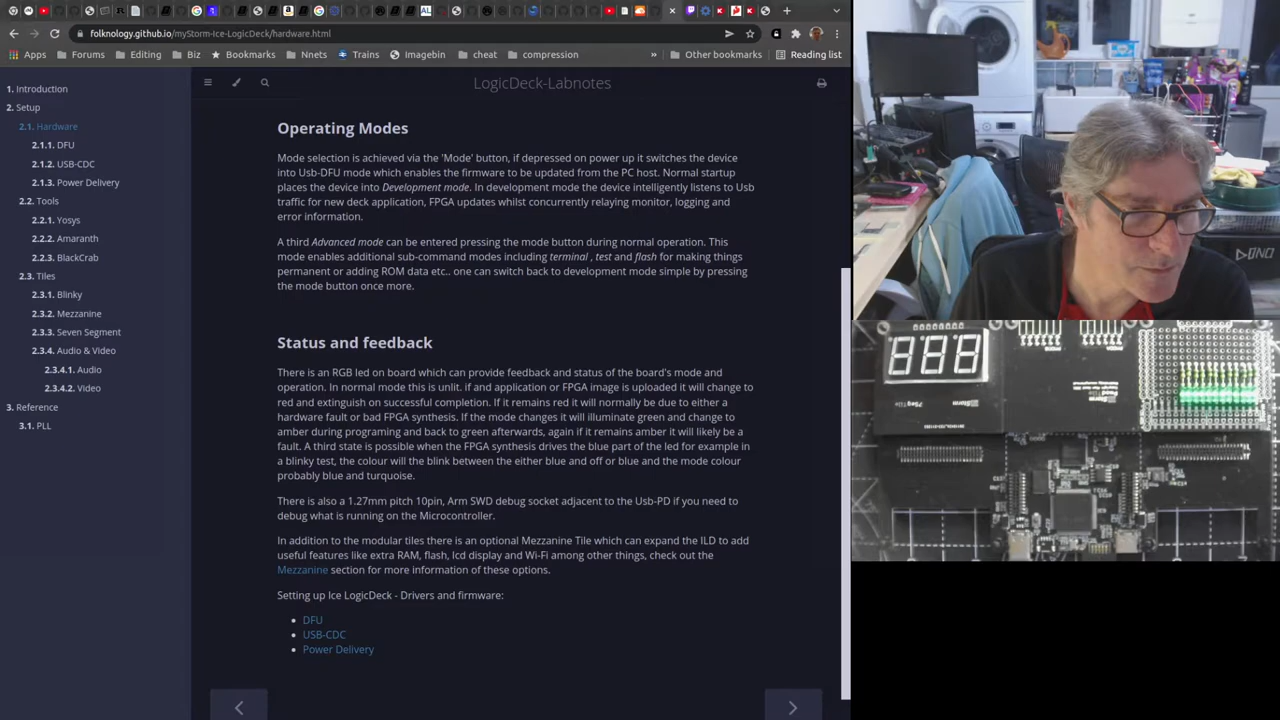 folknology.github.io/myStorm-Ice-LogicDeck/hardware.html
Apps Forums Editing Biz Bookmarks Trains imagebin cheat compression » Other bookmarks Reading list
LogicDeck-Labnotes
1. Introduction
2. Setup
2.1. Hardware
2.1.1. DFU
2.1.2. USB-CDC
2.1.3. Power Delivery
2.2. Tools
2.2.1. Yosys
2.2.2. Amaranth
2.2.3. BlackCrab
2.3. Tiles
2.3.1. Blinky
2.3.2. Mezzanine
2.3.3. Seven Segment
2.3.4. Audio & Video
2.3.4.1. Audio
2.3.4.2. Video
3. Reference
3.1. PLL
Operating Modes
Mode selection is achieved via the 'Mode' button, if depressed on power up it switches the device
into Usb-DFU mode which enables the firmware to be updated from the PC host. Normal startup
places the device into Development mode. In development mode the device intelligently listens to Usb
traffic for new deck application, FPGA updates whilst concurrently relaying monitor, logging and
error information.
A third Advanced mode can be entered pressing the mode button during normal operation. This
mode enables additional sub-command modes including terminal , test and flash for making things
permanent or adding ROM data etc.. one can switch back to development mode simple by pressing
the mode button once more.
Status and feedback
There is an RGB led on board which can provide feedback and status of the board's mode and
operation. In normal mode this is unlit. if and application or FPGA image is uploaded it will change to
red and extinguish on successful completion. If it remains red it will normally be due to either a
hardware fault or bad FPGA synthesis. If the mode changes it will illuminate green and change to
amber during programing and back to green afterwards, again if it remains amber it will likely be a
fault. A third state is possible when the FPGA synthesis drives the blue part of the led for example in
a blinky test, the colour will the blink between the either blue and off or blue and the mode colour
probably blue and turquoise.
There is also a 1.27mm pitch 10pin, Arm SWD debug socket adjacent to the Usb-PD if you need to
debug what is running on the Microcontroller.
In addition to the modular tiles there is an optional Mezzanine Tile which can expand the ILD to add
useful features like extra RAM, flash, lcd display and Wi-Fi among other things, check out the
Mezzanine section for more information of these options.
Setting up Ice LogicDeck - Drivers and firmware:
DFU
USB-CDC
Power Delivery